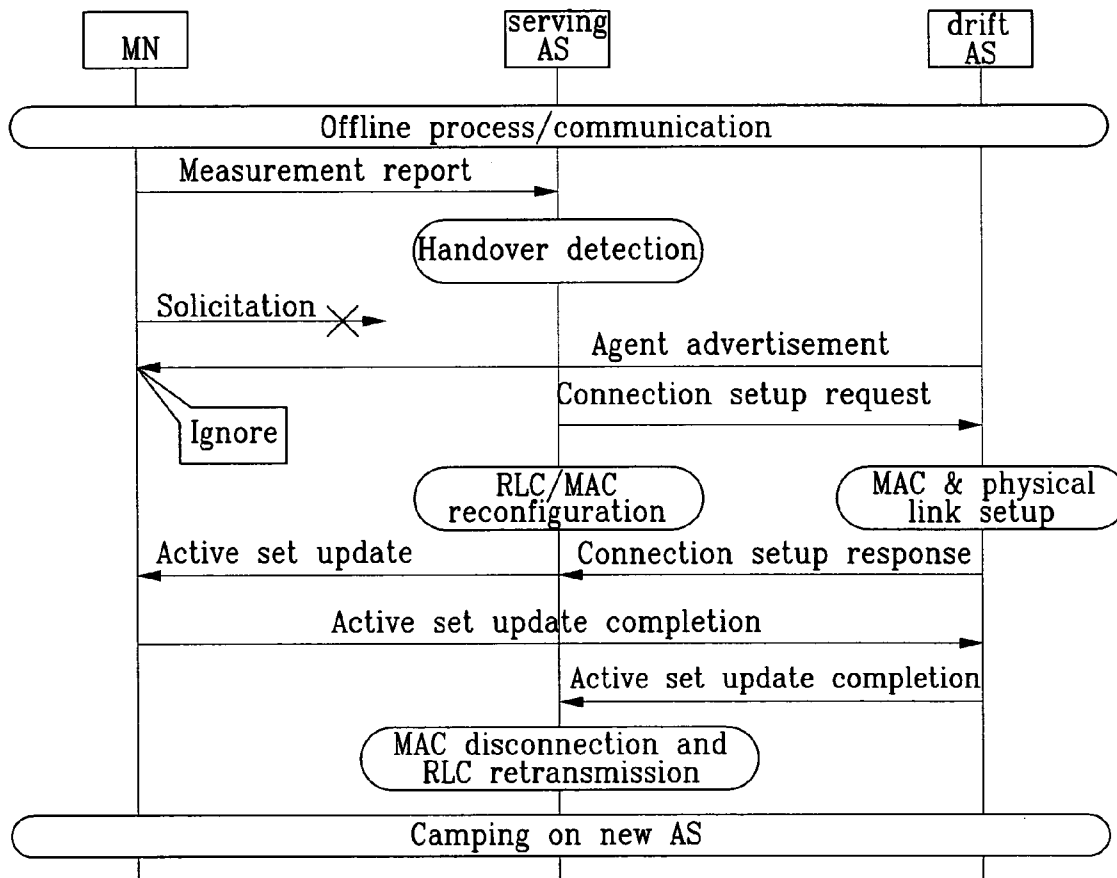 MN
serving
AS
drift
AS
Offline process/communication
Measurement report
Handover detection
Solicitation
Agent advertisement
Connection setup request
Ignore
RLC/MAC
reconfiguration
MAC & physical
link setup
Active set update
Connection setup response
Active set update completion
Active set update completion
MAC disconnection and
RLC retransmission
Camping on new AS